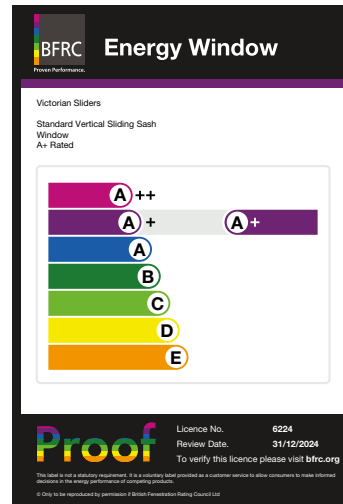 BFRC
Proven Performance.
Energy Window
Victorian Sliders
Standard Vertical Sliding Sash
Window
A+ Rated
A++
A+ A+
A
B
C
D
E
Proof
Licence No. 6224
Review Date. 31/12/2024
To verify this licence please visit bfrc.org
This label is not a statutory requirement. It is a voluntary label provided as a customer service to allow consumers to make informed
decisions in the energy performance of competing products.
© Only to be reproduced by permission if British Fenestration Rating Council Ltd